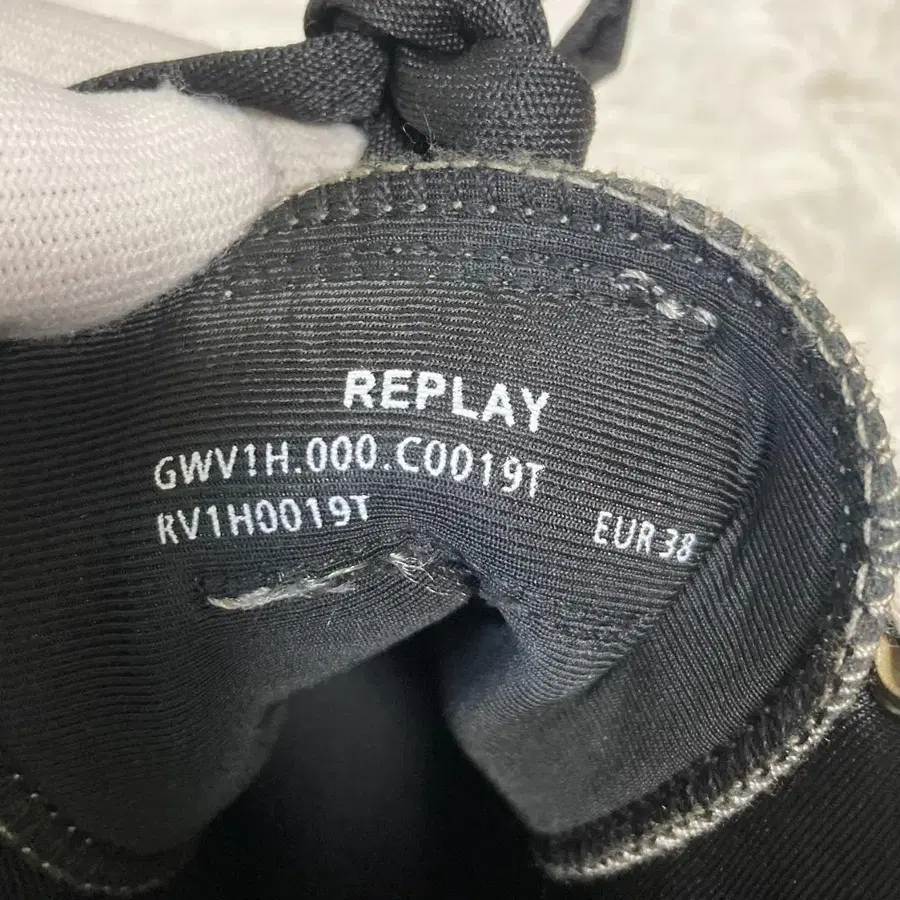 REPLAY
GWV1H.000.C0019T
RV1H0019T
EUR 38